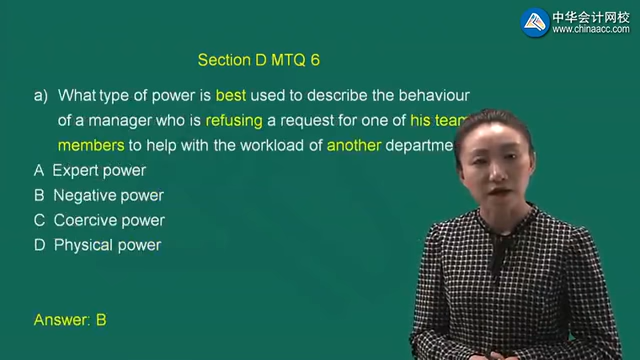 中华会计网校
www.chinaacc.com
Section D MTQ 6
a) What type of power is best used to describe the behaviour
of a manager who is refusing a request for one of his team
members to help with the workload of another
A Expert power
B Negative power
C Coercive power
D Physical power
Answer: B